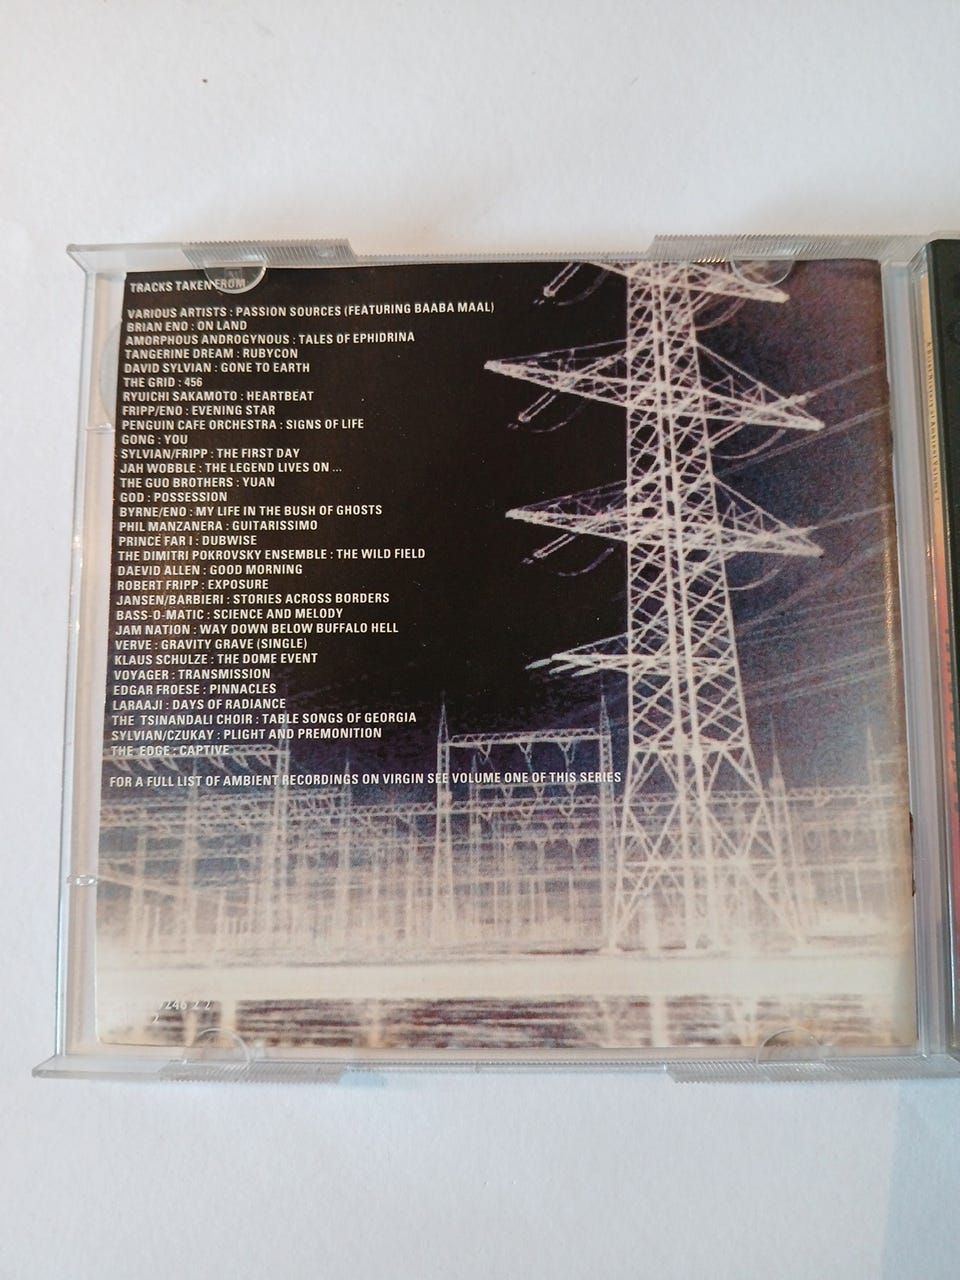 TRACKS TAKEN FROM
VARIOUS ARTISTS : PASSION SOURCES (FEATURING BAABA MAAL)
BRIAN ENO : ON LAND
AMORPHOUS ANDROGYNOUS : TALES OF EPHIDRINA
TANGERINE DREAM : RUBYCON
DAVID SYLVIAN : GONE TO EARTH
THE GRID : 456
RYUICHI SAKAMOTO : HEARTBEAT
FRIPP/ENO : EVENING STAR
PENGUIN CAFE ORCHESTRA : SIGNS OF LIFE
GONG : YOU
SYLVIAN/FRIPP : THE FIRST DAY
JAH WOBBLE : THE LEGEND LIVES ON ...
THE GUO BROTHERS : YUAN
GOD : POSSESSION
BYRNE/ENO : MY LIFE IN THE BUSH OF GHOSTS
PHIL MANZANERA : GUITARISSIMO
PRINCE FAR I : DUBWISE
THE DIMITRI POKROVSKY ENSEMBLE : THE WILD FIELD
DAEVID ALLEN : GOOD MORNING
ROBERT FRIPP : EXPOSURE
JANSEN/BARBIERI : STORIES ACROSS BORDERS
BASS-O-MATIC : SCIENCE AND MELODY
JAM NATION : WAY DOWN BELOW BUFFALO HELL
VERVE : GRAVITY GRAVE (SINGLE)
KLAUS SCHULZE : THE DOME EVENT
VOYAGER : TRANSMISSION
EDGAR FROESE : PINNACLES
LARAAJI : DAYS OF RADIANCE
THE TSINANDALI CHOIR : TABLE SONGS OF GEORGIA
SYLVIAN/CZUKAY : PLIGHT AND PREMONITION
THE EDGE : CAPTIVE
FOR A FULL LIST OF AMBIENT RECORDINGS ON VIRGIN SEE VOLUME ONE OF THIS SERIES
7246 2 2
2